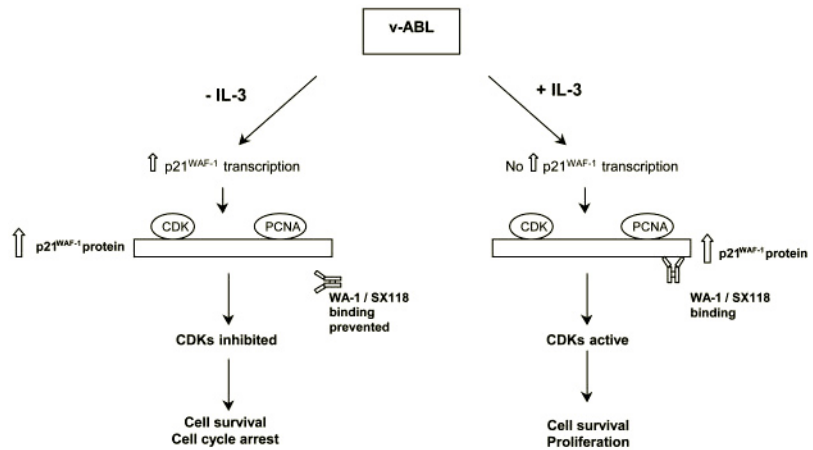 v-ABL
- IL-3
+ IL-3
⇧ p21WAF-1 transcription
No ⇧ p21WAF-1 transcription
CDK
PCNA
⇧ p21WAF-1 protein
WA-1 / SX118
binding
prevented
CDK
PCNA
⇧ p21WAF-1 protein
WA-1 / SX118
binding
CDKs inhibited
CDKs active
Cell survival
Cell cycle arrest
Cell survival
Proliferation